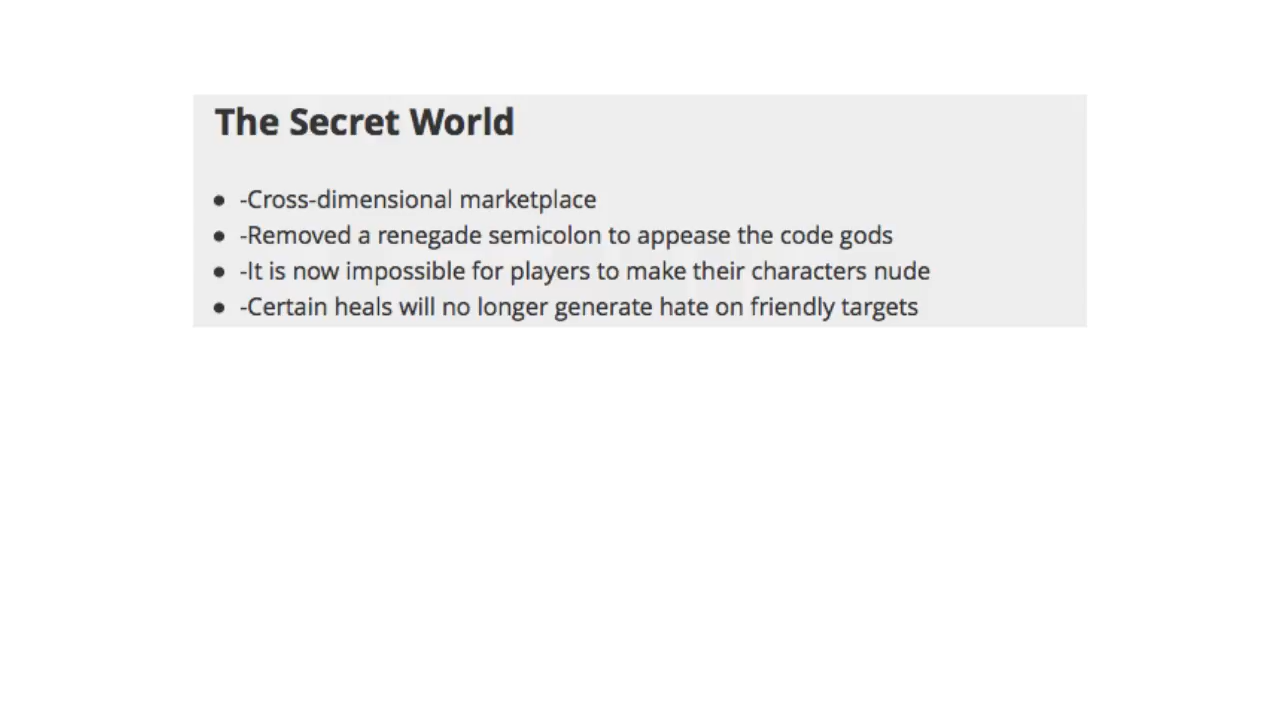 The Secret World
-Cross-dimensional marketplace
-Removed a renegade semicolon to appease the code gods
-It is now impossible for players to make their characters nude
-Certain heals will no longer generate hate on friendly targets